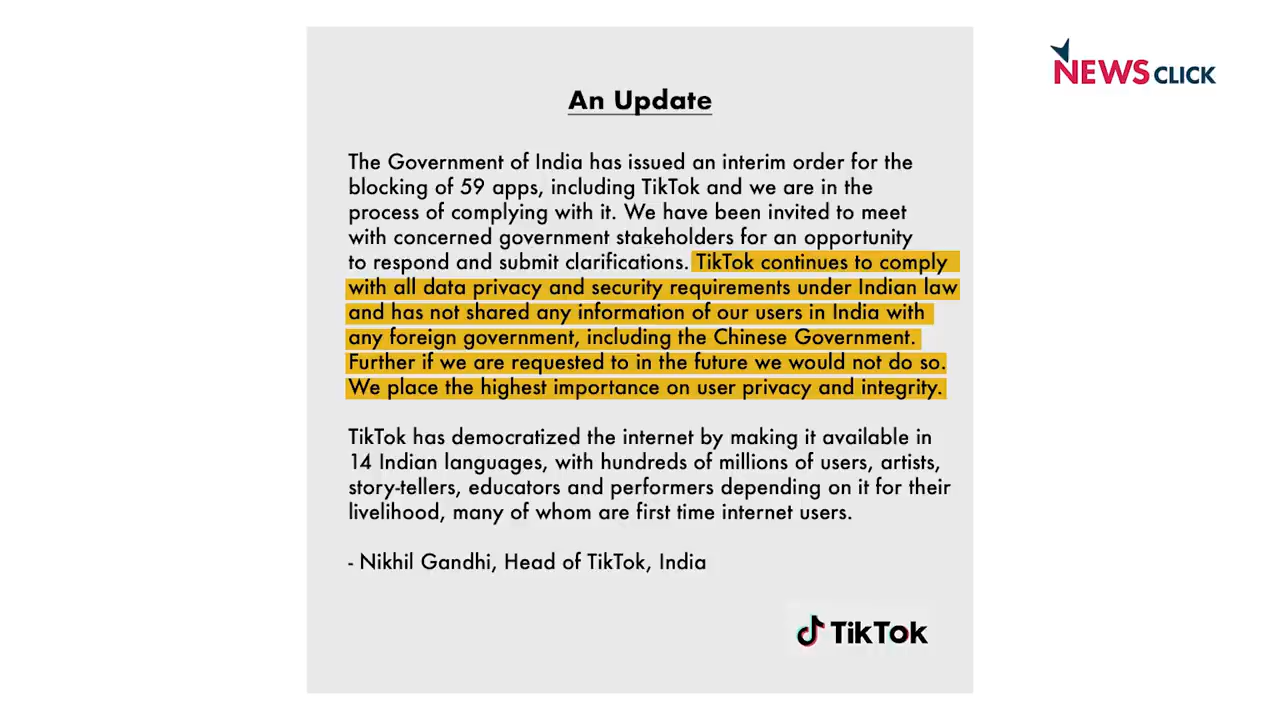 NEWS CLICK
An Update
The Government of India has issued an interim order for the
blocking of 59 apps, including TikTok and we are in the
process of complying with it. We have been invited to meet
with concerned government stakeholders for an opportunity
to respond and submit clarifications. TikTok continues to comply
with all data privacy and security requirements under Indian law
and has not shared any information of our users in India with
any foreign government, including the Chinese Government.
Further if we are requested to in the future we would not do so.
We place the highest importance on user privacy and integrity.
TikTok has democratized the internet by making it available in
14 Indian languages, with hundreds of millions of users, artists,
story-tellers, educators and performers depending on it for their
livelihood, many of whom are first time internet users.
- Nikhil Gandhi, Head of TikTok, India
TikTok